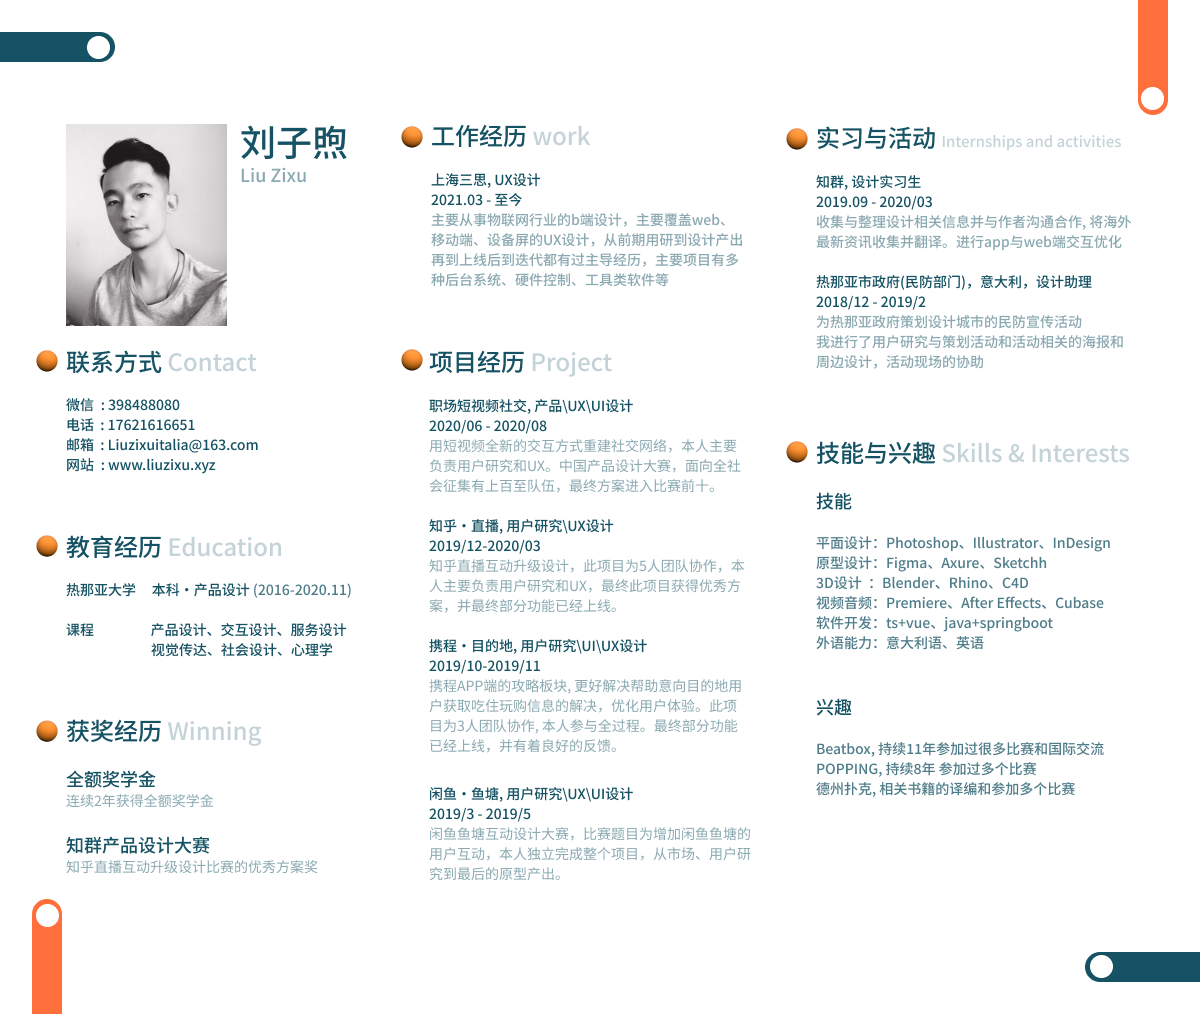 刘子煦
Liu Zixu
联系方式 Contact
微信 : 398488080
电话 : 17621616651
邮箱 : Liuzixuitalia@163.com
网站 : www.liuzixu.xyz
教育经历 Education
热那亚大学 本科·产品设计 (2016-2020.11)
课程 产品设计、交互设计、服务设计
视觉传达、社会设计、心理学
获奖经历 Winning
全额奖学金
连续2年获得全额奖学金
知群产品设计大赛
知乎直播互动升级设计比赛的优秀方案奖
工作经历 work
上海三思, UX设计
2021.03 - 至今
主要从事物联网行业的b端设计，主要覆盖web、
移动端、设备屏的UX设计，从前期用研到设计产出
再到上线后到迭代都有过主导经历，主要项目有多
种后台系统、硬件控制、工具类软件等
项目经历 Project
职场短视频社交, 产品\UX\UI设计
2020/06 - 2020/08
用短视频全新的交互方式重建社交网络，本人主要
负责用户研究和UX。中国产品设计大赛，面向全社
会征集有上百至队伍，最终方案进入比赛前十。
知乎·直播, 用户研究\UX设计
2019/12-2020/03
知乎直播互动升级设计，此项目为5人团队协作，本
人主要负责用户研究和UX，最终此项目获得优秀方
案，并最终部分功能已经上线。
携程·目的地, 用户研究\UI\UX设计
2019/10-2019/11
携程APP端的攻略板块, 更好解决帮助意向目的地用
户获取吃住玩购信息的解决，优化用户体验。此项
目为3人团队协作, 本人参与全过程。最终部分功能
已经上线，并有着良好的反馈。
闲鱼·鱼塘, 用户研究\UX\UI设计
2019/3 - 2019/5
闲鱼鱼塘互动设计大赛，比赛题目为增加闲鱼鱼塘的
用户互动，本人独立完成整个项目，从市场、用户研
究到最后的原型产出。
实习与活动 Internships and activities
知群, 设计实习生
2019.09 - 2020/03
收集与整理设计相关信息并与作者沟通合作, 将海外
最新资讯收集并翻译。进行app与web端交互优化
热那亚市政府(民防部门)，意大利，设计助理
2018/12 - 2019/2
为热那亚政府策划设计城市的民防宣传活动
我进行了用户研究与策划活动和活动相关的海报和
周边设计，活动现场的协助
技能与兴趣 Skills & Interests
技能
平面设计：Photoshop、Illustrator、InDesign
原型设计：Figma、Axure、Sketchh
3D设计 ：Blender、Rhino、C4D
视频音频：Premiere、After Effects、Cubase
软件开发：ts+vue、java+springboot
外语能力：意大利语、英语
兴趣
Beatbox, 持续11年参加过很多比赛和国际交流
POPPING, 持续8年 参加过多个比赛
德州扑克, 相关书籍的译编和参加多个比赛